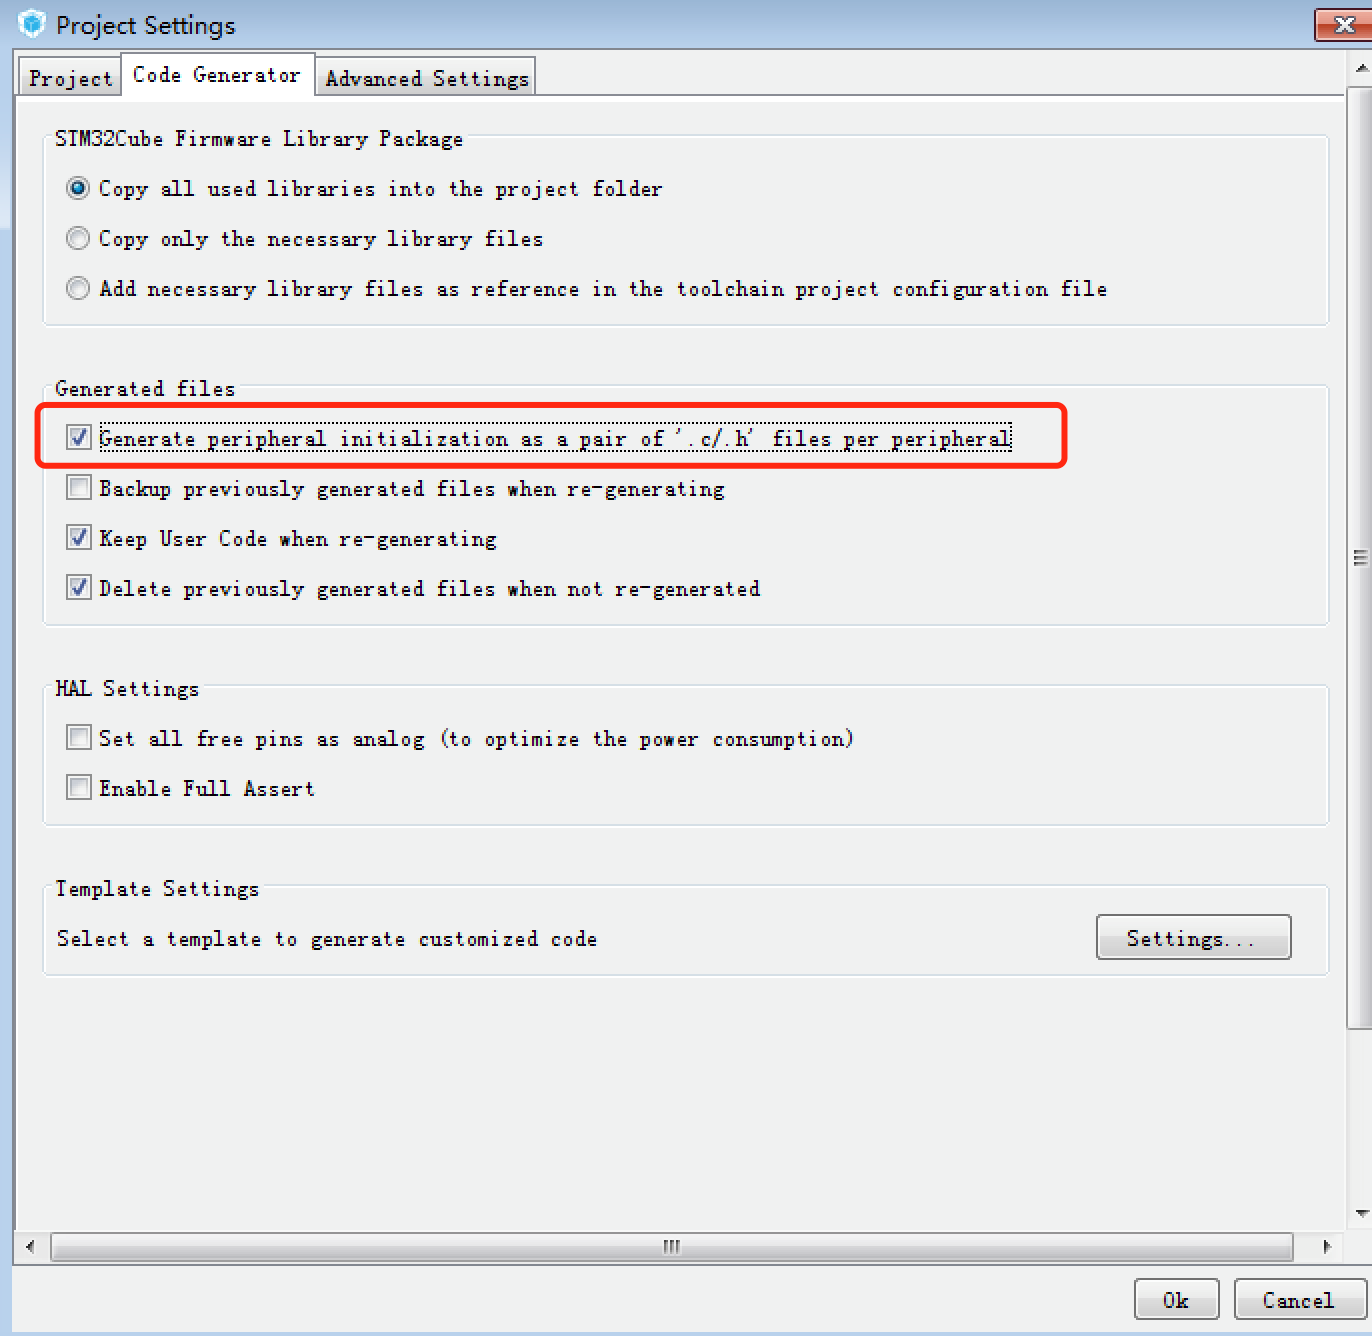 Project Settings
Project Code Generator Advanced Settings
STM32Cube Firmware Library Package
Copy all used libraries into the project folder
Copy only the necessary library files
Add necessary library files as reference in the toolchain project configuration file
Generated files
Generate peripheral initialization as a pair of '.c/.h' files per peripheral
Backup previously generated files when re-generating
Keep User Code when re-generating
Delete previously generated files when not re-generated
HAL Settings
Set all free pins as analog (to optimize the power consumption)
Enable Full Assert
Template Settings
Select a template to generate customized code
Settings...
Ok Cancel